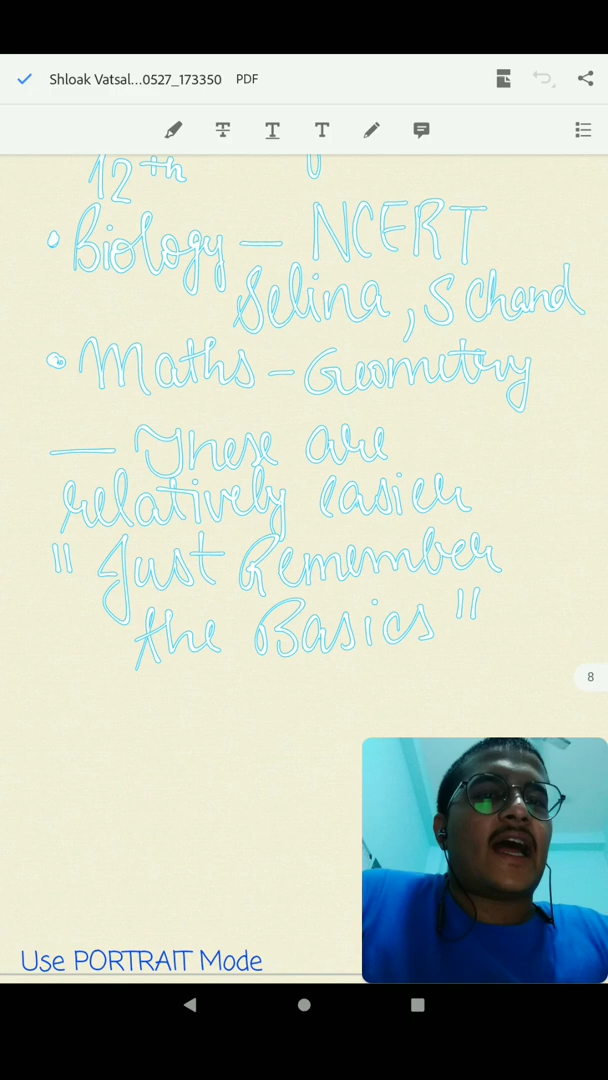 Shloak Vatsal...0527_173350 PDF
12th
• Biology — NCERT
Selina, S Chand
• Maths — Geometry
— These are
relatively easier
" Just Remember
the Basics "
8
Use PORTRAIT Mode